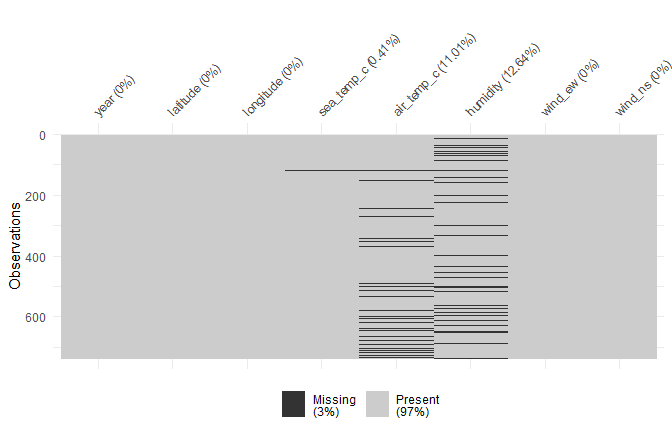 year (0%)
latitude (0%)
longitude (0%)
sea_temp_c (0.41%)
air_temp_c (11.01%)
humidity (12.64%)
wind_ew (0%)
wind_ns (0%)
0
200
400
600
Observations
Missing
(3%)
Present
(97%)